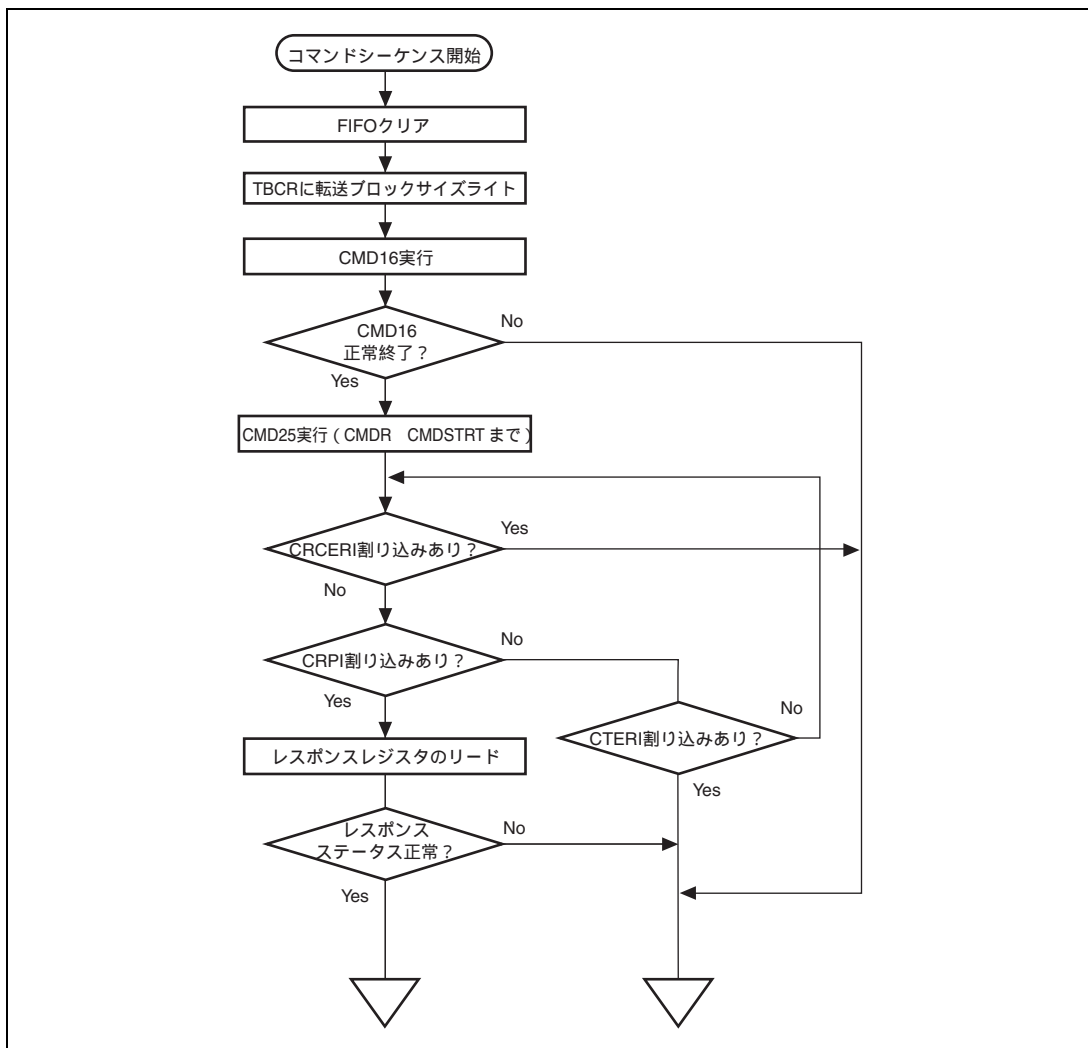 コマンドシーケンス開始
FIFOクリア
TBCRに転送ブロックサイズライト
CMD16実行
CMD16
正常終了?
No
Yes
CMD25実行(CMDR CMDSTRT まで)
CRCERI割り込みあり?
Yes
No
CRPI割り込みあり?
No
Yes
CTERI割り込みあり?
No
Yes
レスポンスレジスタのリード
レスポンス
ステータス正常?
No
Yes